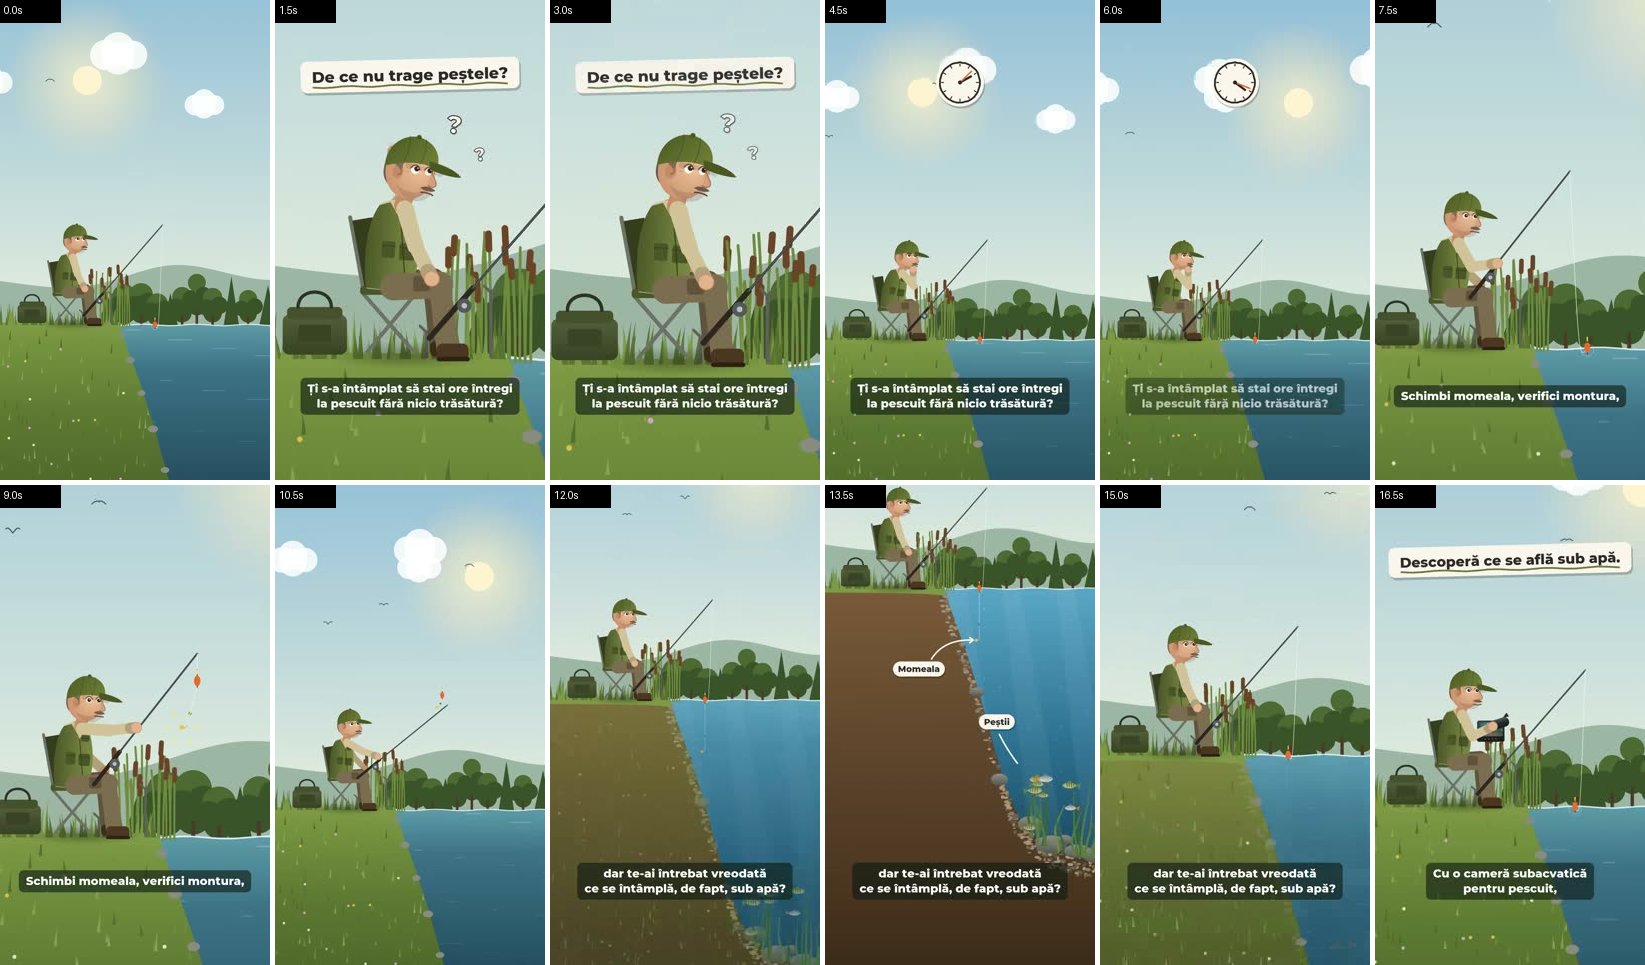 0.0s
1.5s
De ce nu trage peștele?
?
?
Ți s-a întâmplat să stai ore întregi
la pescuit fără nicio trăsătură?
3.0s
De ce nu trage peștele?
?
?
Ți s-a întâmplat să stai ore întregi
la pescuit fără nicio trăsătură?
4.5s
Ți s-a întâmplat să stai ore întregi
la pescuit fără nicio trăsătură?
6.0s
Ți s-a întâmplat să stai ore întregi
la pescuit fără nicio trăsătură?
7.5s
Schimbi momeala, verifici montura,
9.0s
Schimbi momeala, verifici montura,
10.5s
12.0s
dar te-ai întrebat vreodată
ce se întâmplă, de fapt, sub apă?
13.5s
Momeala
Peștii
dar te-ai întrebat vreodată
ce se întâmplă, de fapt, sub apă?
15.0s
dar te-ai întrebat vreodată
ce se întâmplă, de fapt, sub apă?
16.5s
Descoperă ce se află sub apă.
Cu o cameră subacvatică
pentru pescuit,